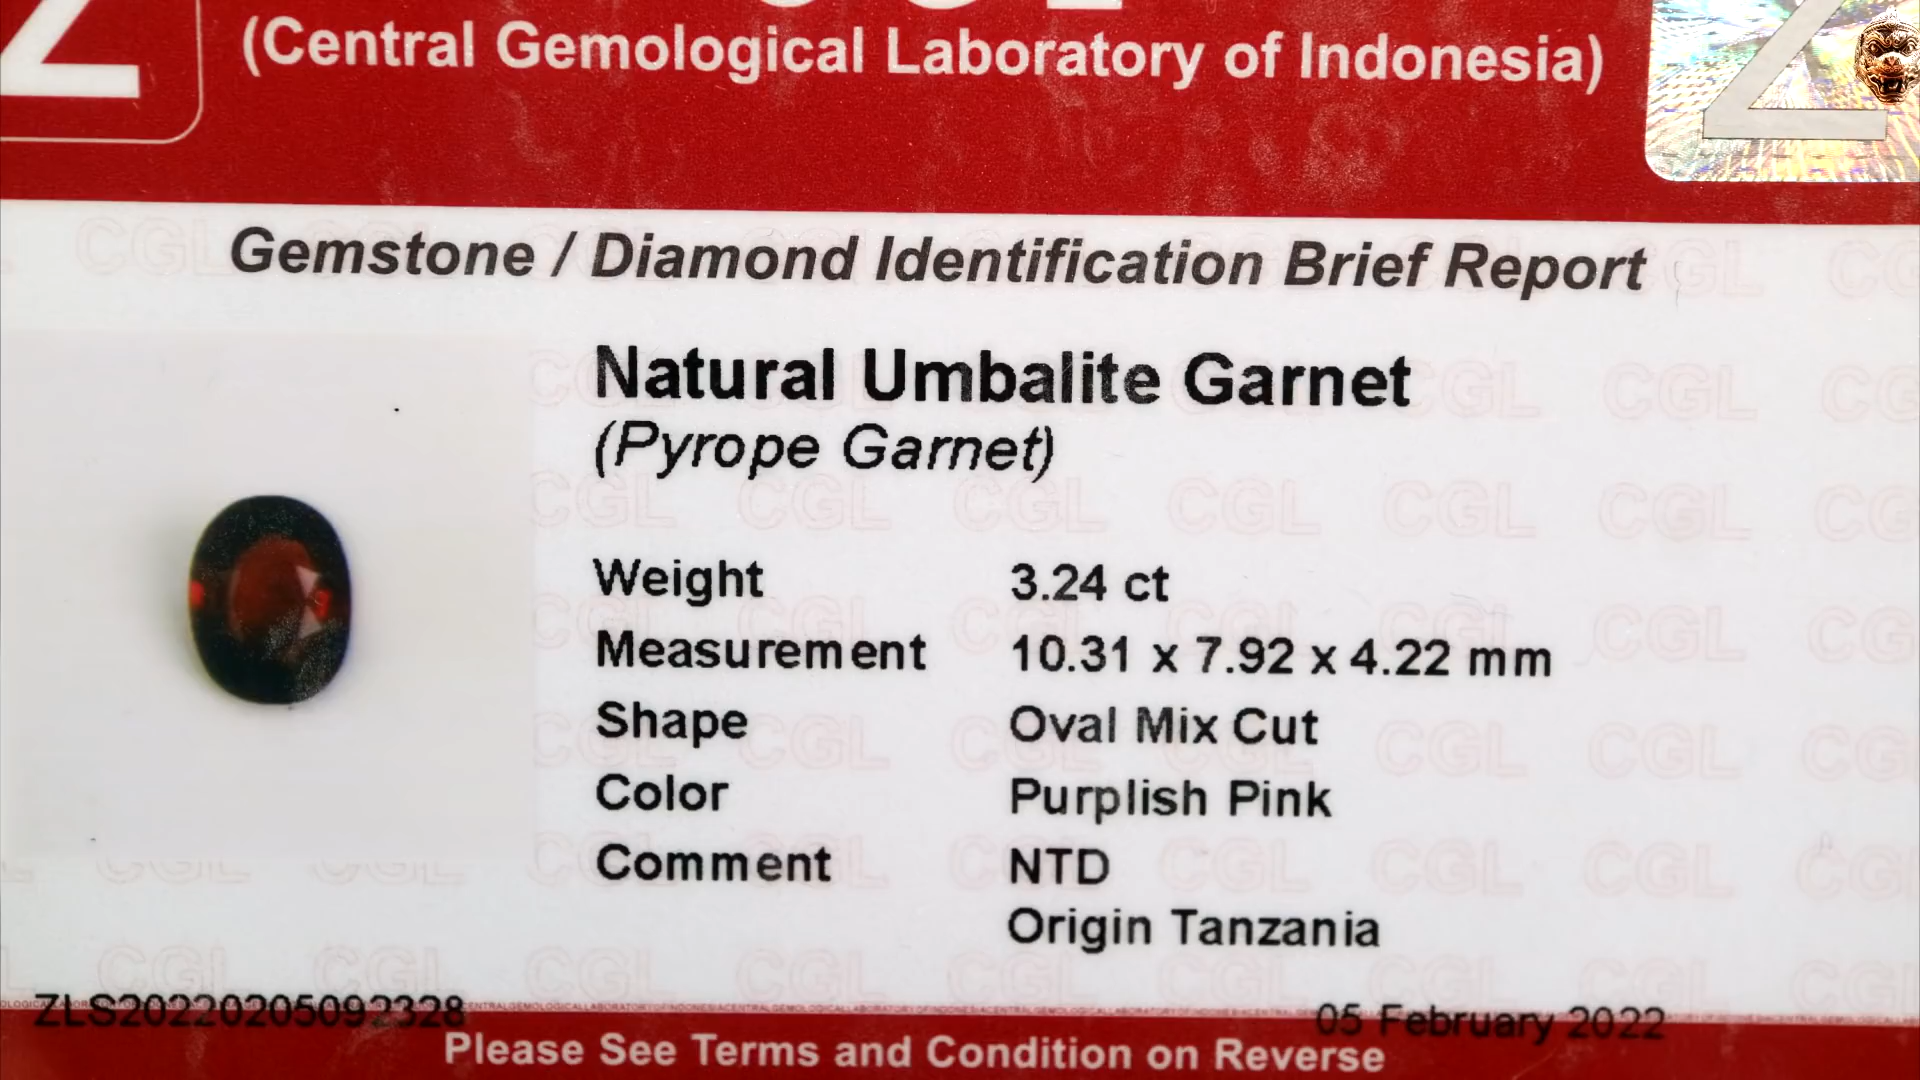 (Central Gemological Laboratory of Indonesia)
Z
Z
Gemstone / Diamond Identification Brief Report
Natural Umbalite Garnet
(Pyrope Garnet)
Weight 3.24 ct
Measurement 10.31 x 7.92 x 4.22 mm
Shape Oval Mix Cut
Color Purplish Pink
Comment NTD
Origin Tanzania
ZLS20220205092328 05 February 2022
Please See Terms and Condition on Reverse